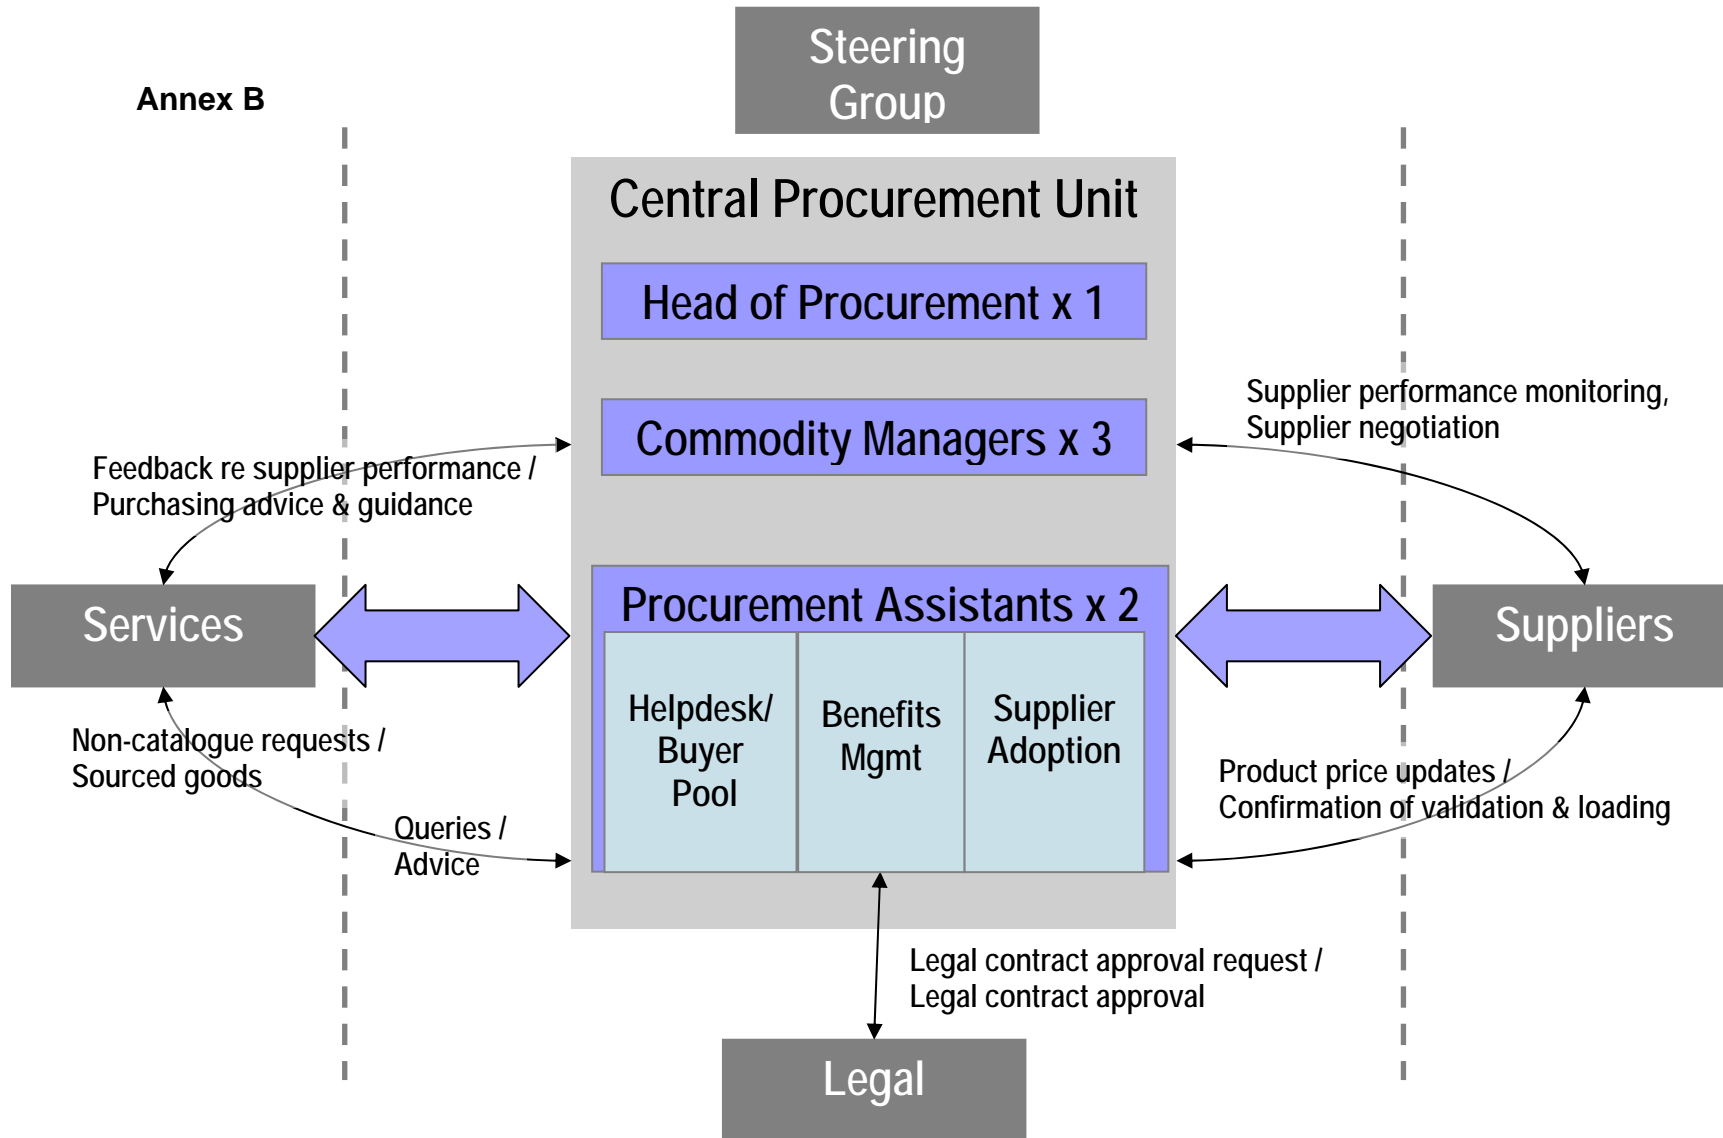 Steering
Group
Annex B
Central Procurement Unit
Head of Procurement x 1
Commodity Managers x 3
Supplier performance monitoring,
Supplier negotiation
Feedback re supplier performance /
Purchasing advice & guidance
Services
Procurement Assistants x 2
Suppliers
Helpdesk/
Buyer
Pool
Benefits
Mgmt
Supplier
Adoption
Non-catalogue requests /
Sourced goods
Product price updates /
Confirmation of validation & loading
Queries /
Advice
Legal contract approval request /
Legal contract approval
Legal